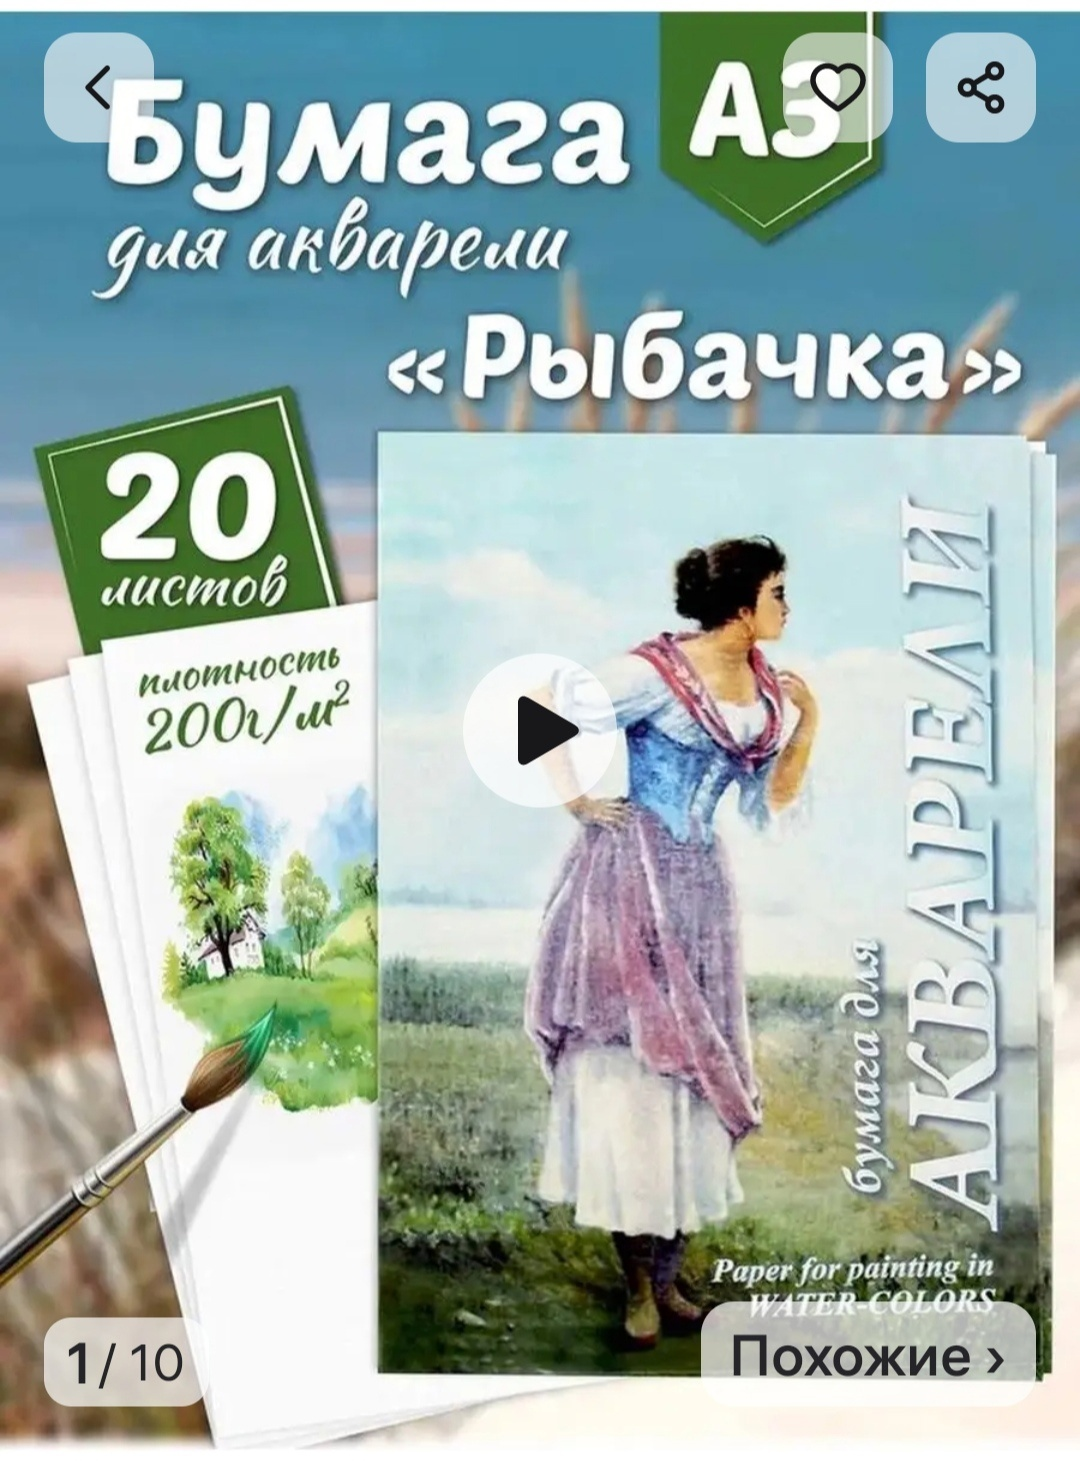 Бумага
для акварели
А3
«Рыбачка»
20
листов
плотность
200г/м²
бумага для
АКВАРЕЛИ
Paper for painting in
WATER-COLORS
1 / 10
Похожие ›